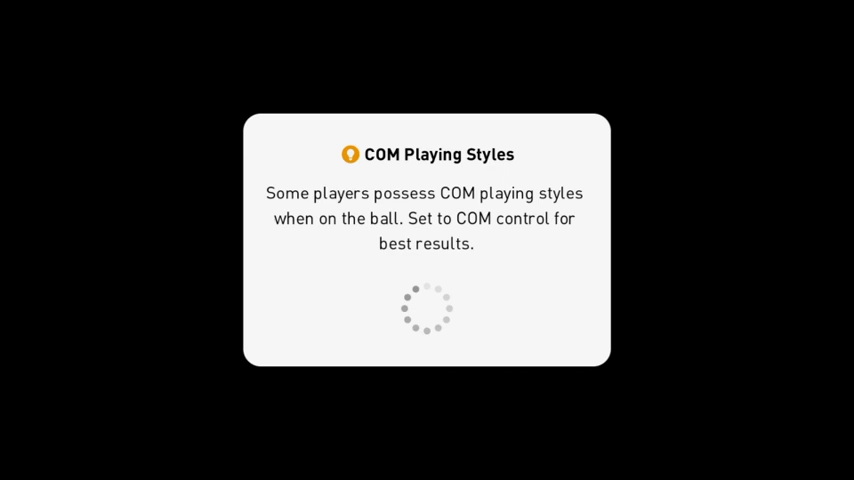 COM Playing Styles
Some players possess COM playing styles
when on the ball. Set to COM control for
best results.